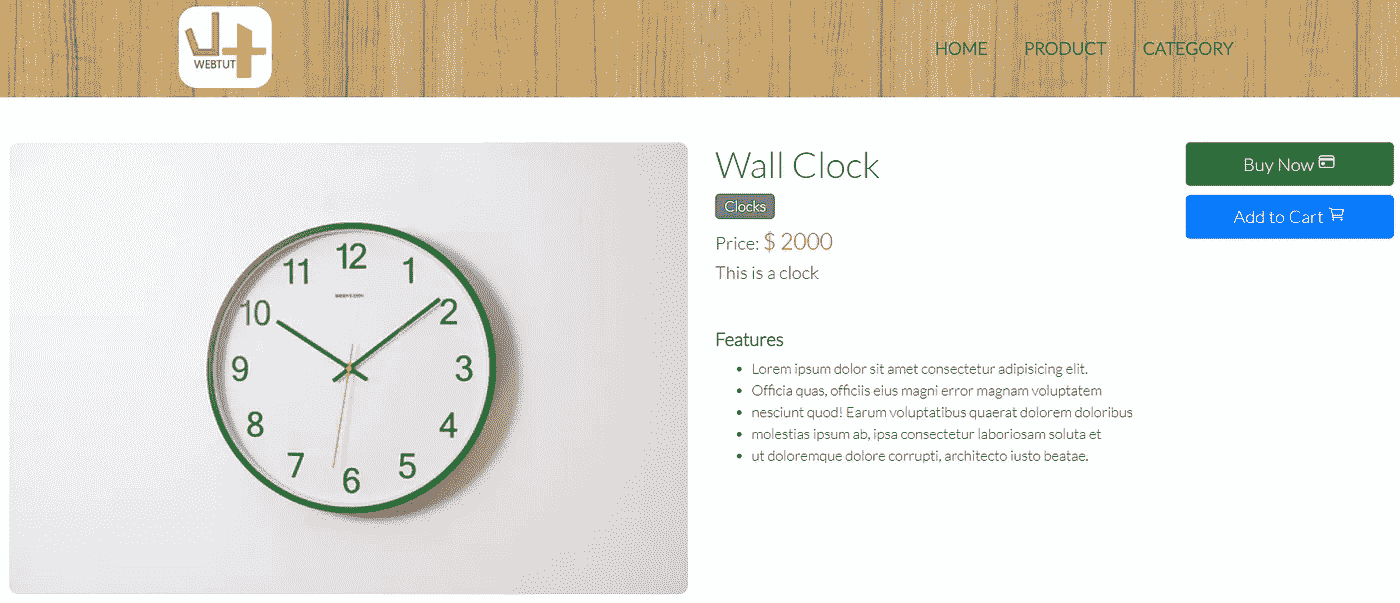 WEBTUT
HOME PRODUCT CATEGORY
12
11 1
10 2
9 3
8 4
7 5
6
Wall Clock
Clocks
Price: $ 2000
This is a clock
Features
Lorem ipsum dolor sit amet consectetur adipisicing elit.
Officia quas, officiis eius magni error magnam voluptatem
nesciunt quod! Earum voluptatibus quaerat dolorem doloribus
molestias ipsum ab, ipsa consectetur laboriosam soluta et
ut doloremque dolore corrupti, architecto iusto beatae.
Buy Now
Add to Cart